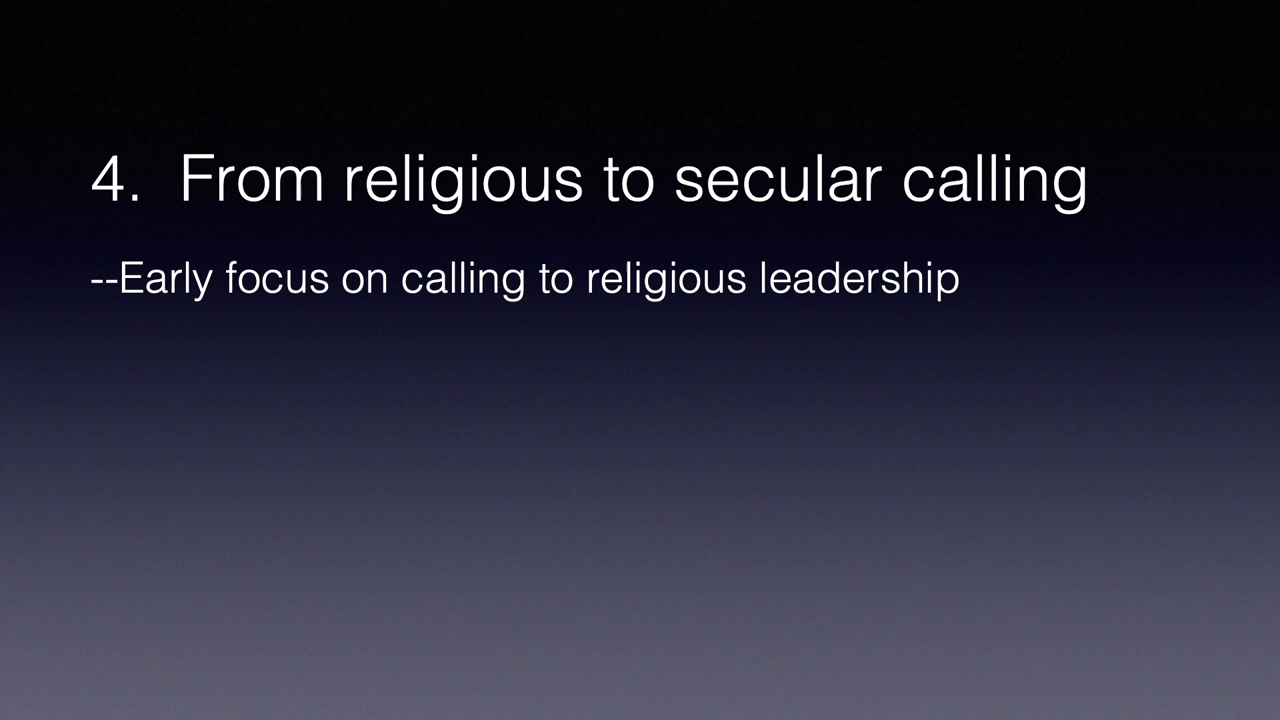 4. From religious to secular calling
--Early focus on calling to religious leadership